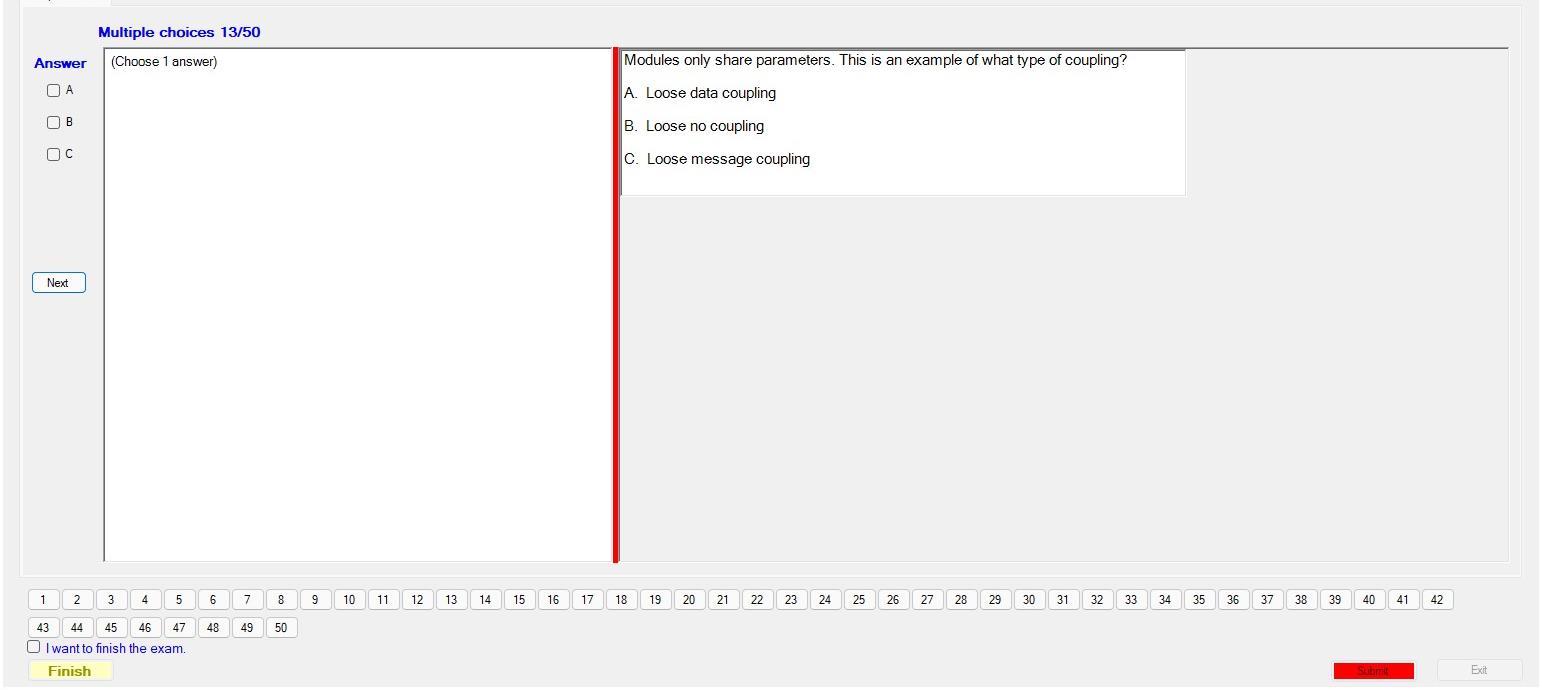 Multiple choices 13/50
Answer
(Choose 1 answer)
A
B
C
Next
Modules only share parameters. This is an example of what type of coupling?
A. Loose data coupling
B. Loose no coupling
C. Loose message coupling
1 2 3 4 5 6 7 8 9 10 11 12 13 14 15 16 17 18 19 20 21 22 23 24 25 26 27 28 29 30 31 32 33 34 35 36 37 38 39 40 41 42
43 44 45 46 47 48 49 50
I want to finish the exam.
Finish
Submit
Exit